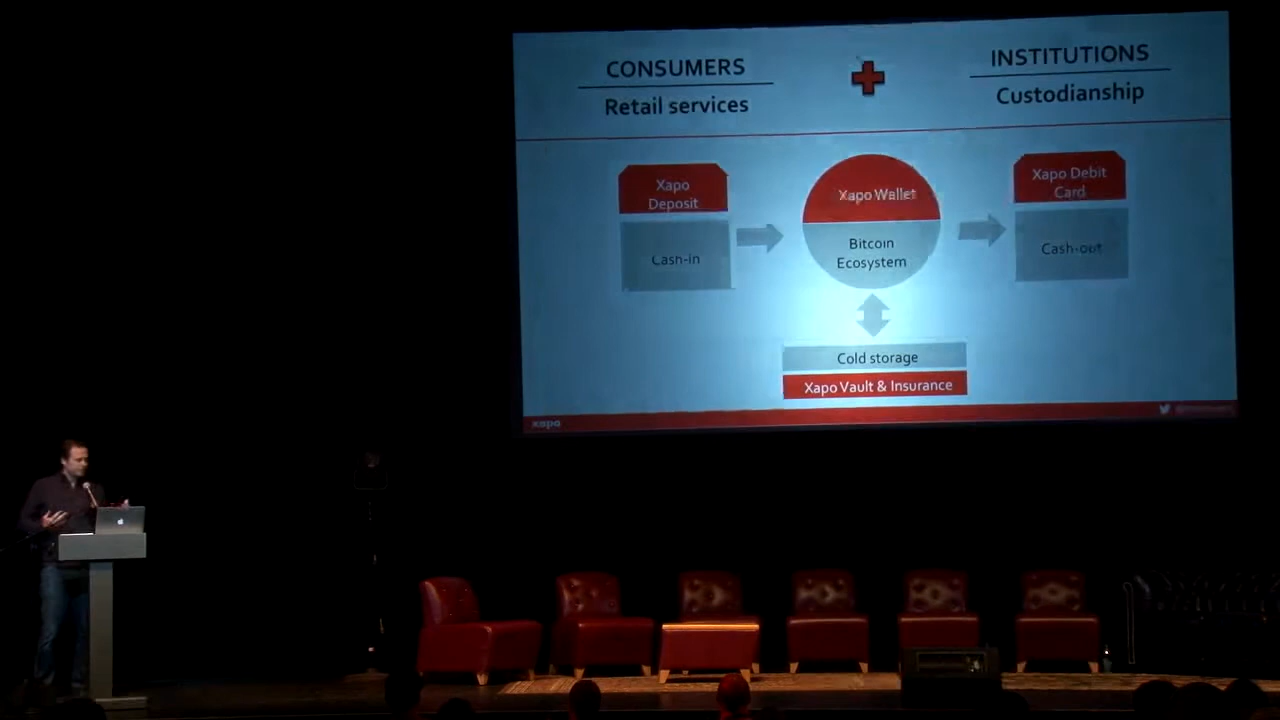 CONSUMERS
Retail services
INSTITUTIONS
Custodianship
Xapo
Deposit
Cash-in
Xapo Wallet
Bitcoin
Ecosystem
Xapo Debit
Card
Cash-out
Cold storage
Xapo Vault & Insurance
xapo